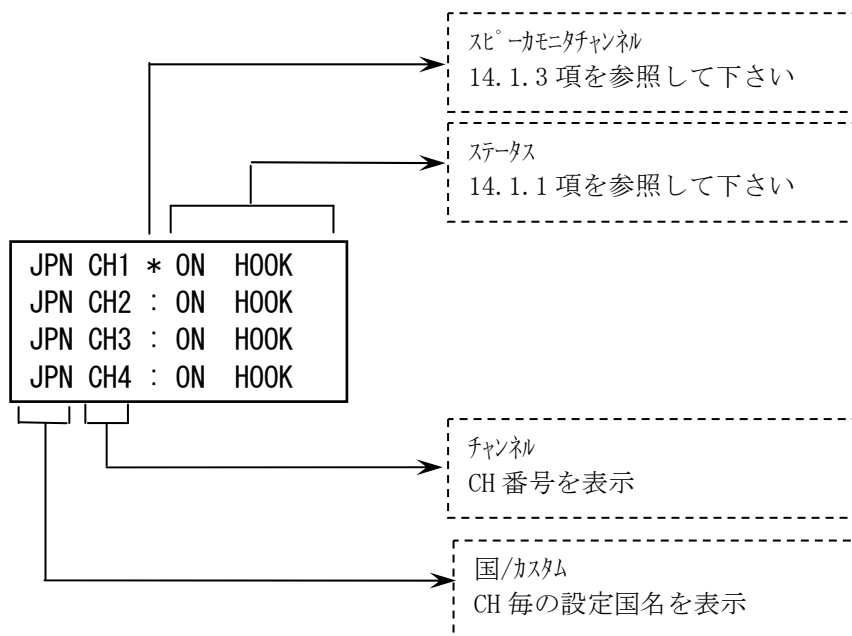 ｽﾋﾟｰｶﾓﾆﾀﾁｬﾝﾈﾙ
14.1.3 項を参照して下さい
ｽﾃｰﾀｽ
14.1.1 項を参照して下さい
JPN CH1 * ON HOOK
JPN CH2 : ON HOOK
JPN CH3 : ON HOOK
JPN CH4 : ON HOOK
ﾁｬﾝﾈﾙ
CH 番号を表示
国/ｶｽﾀﾑ
CH 毎の設定国名を表示